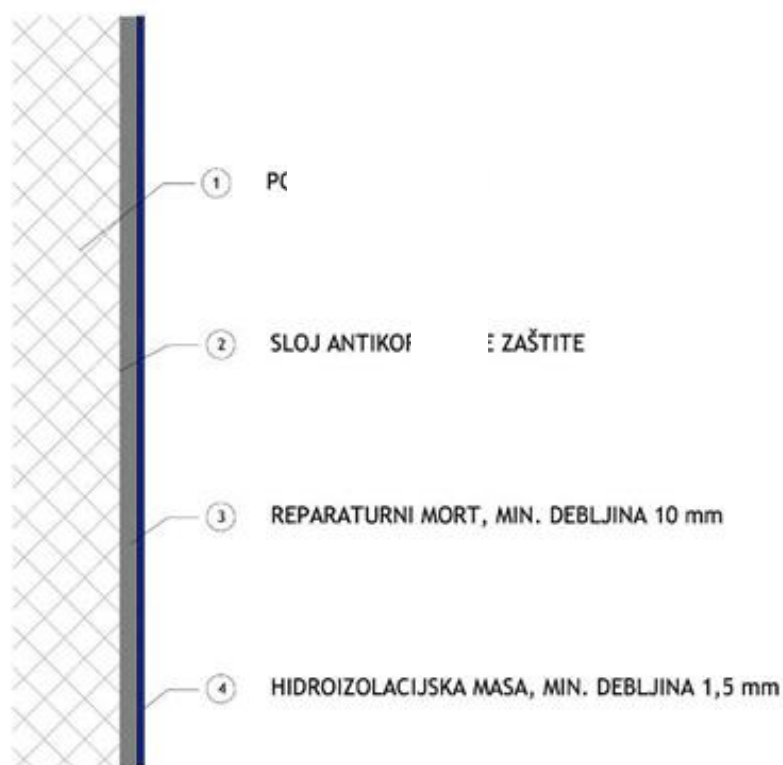 1
2 SLOJ ZAŠTITE
3 REPARATURNI MORT, MIN. DEBLJINA 10 mm
4 HIDROIZOLACIJSKA MASA, MIN. DEBLJINA 1,5 mm